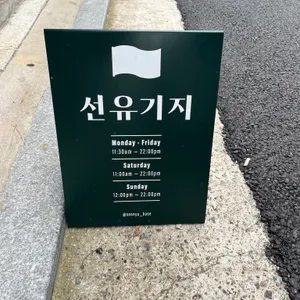 선유기지
Monday - Friday
11:30am — 22:00pm
Saturday
11:00am — 22:00pm
Sunday
12:00pm — 22:00pm